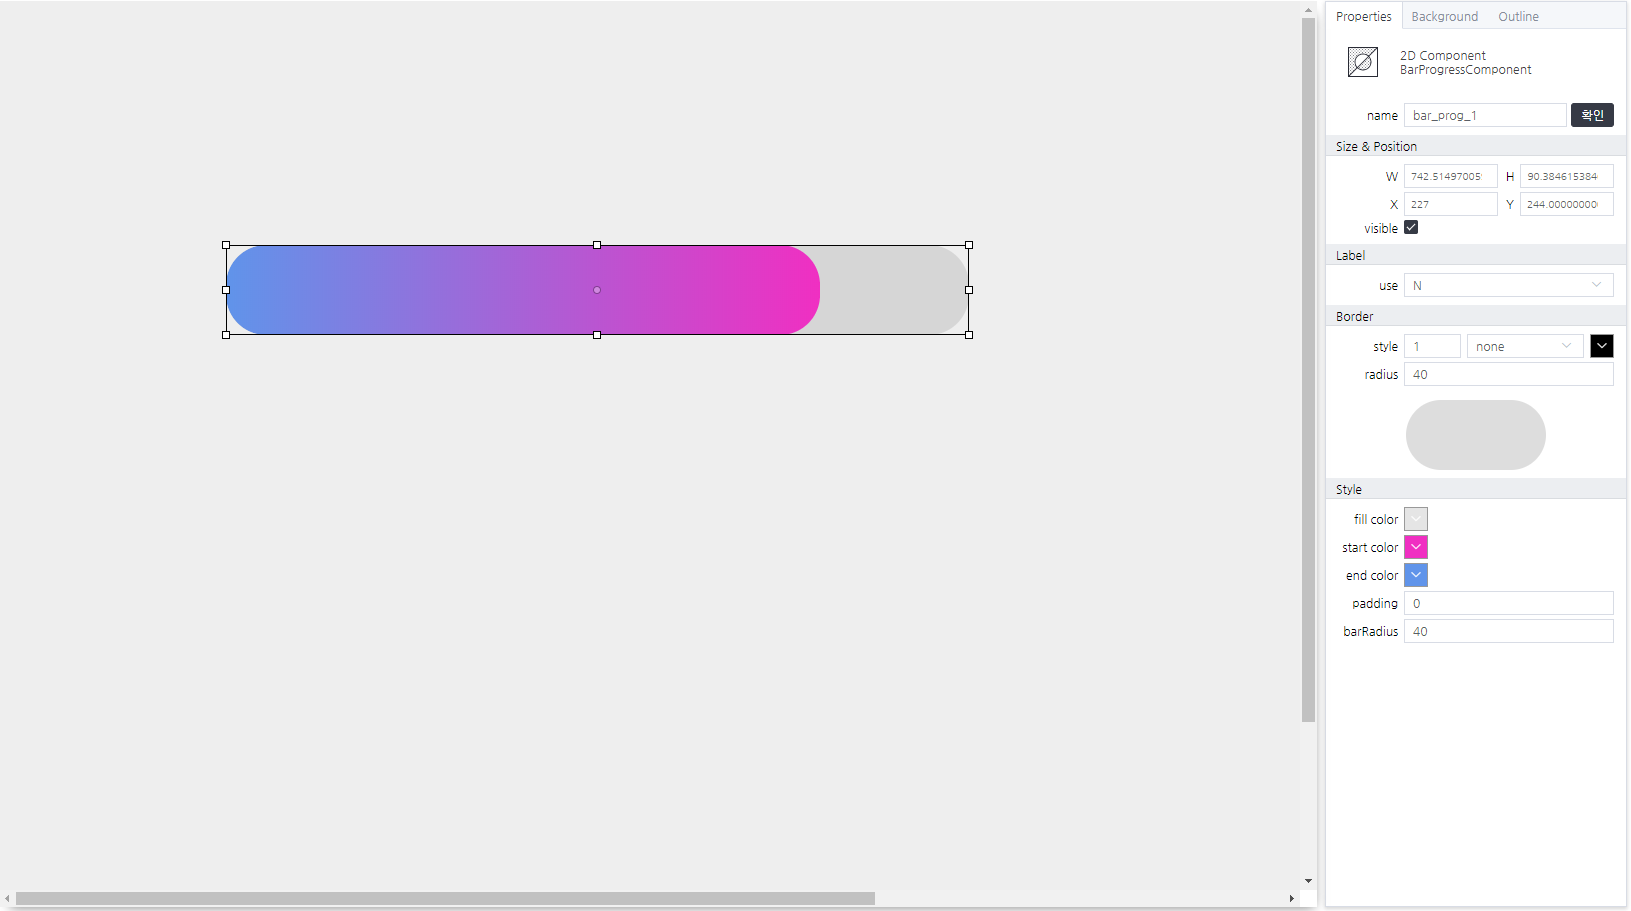 Properties Background Outline
2D Component
BarProgressComponent
name bar_prog_1 확인
Size & Position
W 742.51497005 H 90.384615384
X 227 Y 244.00000000
visible
Label
use N
Border
style 1 none
radius 40
Style
fill color
start color
end color
padding 0
barRadius 40